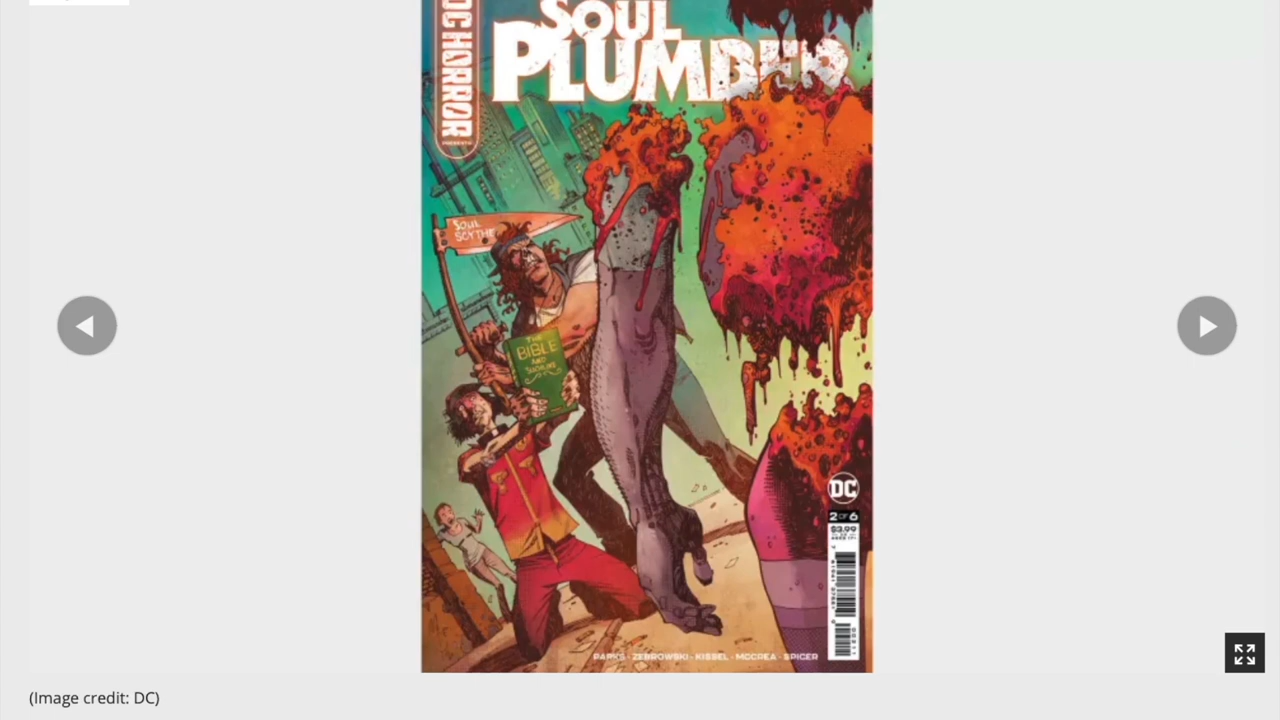 DC HORROR
PRESENTS
SOUL
PLUMBER
SOUL
SCYTHE
THE
BIBLE
AND
DC
2 OF 6
$3.99
PARKS · ZEBROWSKI · KISSEL · MCCREA · SPICER
(Image credit: DC)